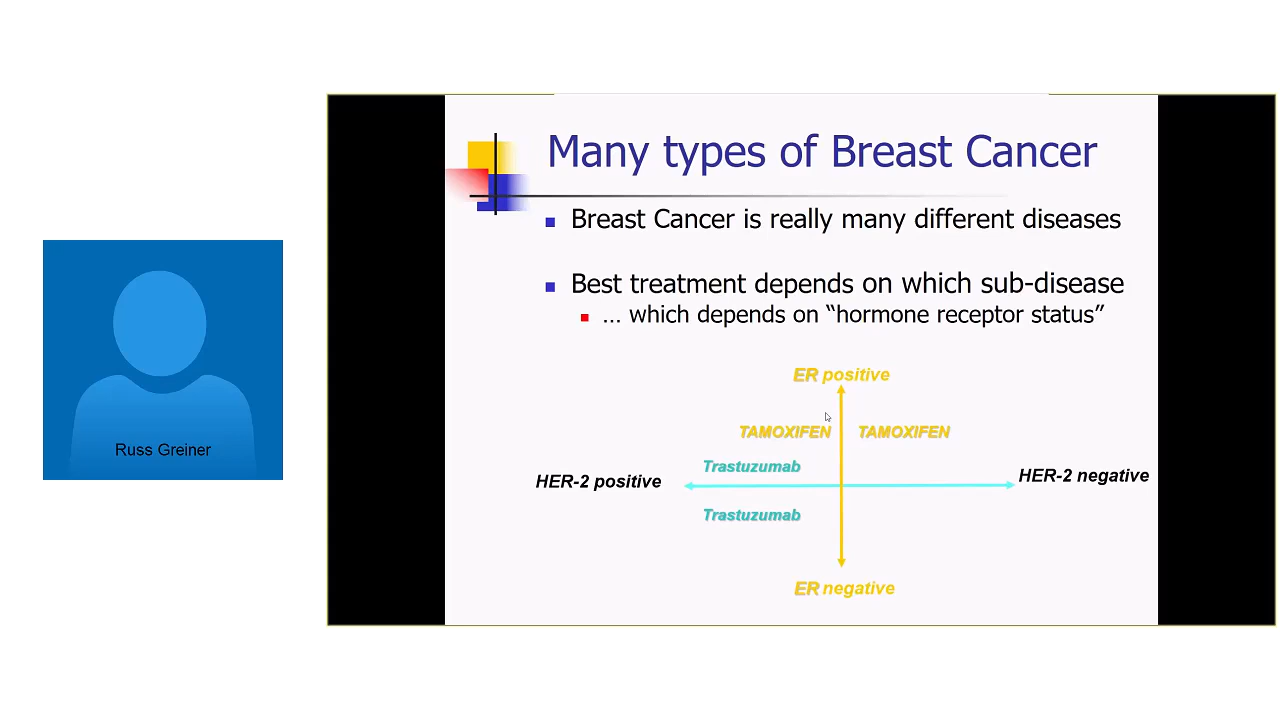 Many types of Breast Cancer
Breast Cancer is really many different diseases
Best treatment depends on which sub-disease
... which depends on “hormone receptor status”
Russ Greiner
ER positive
TAMOXIFEN TAMOXIFEN
Trastuzumab
HER-2 positive HER-2 negative
Trastuzumab
ER negative